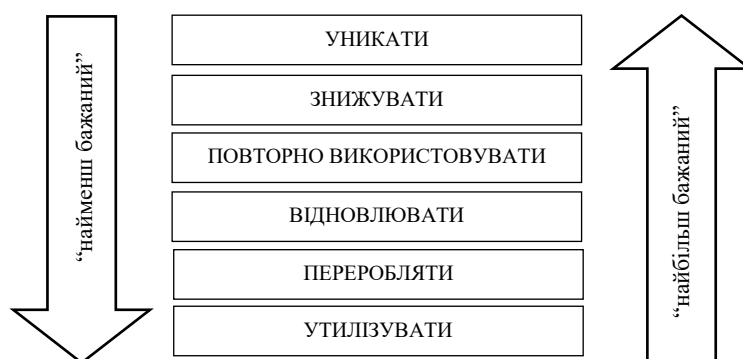 “найменш бажаний”
УНИКАТИ
ЗНИЖУВАТИ
ПОВТОРНО ВИКОРИСТОВУВАТИ
ВІДНОВЛЮВАТИ
ПЕРЕРОБЛЯТИ
УТИЛІЗУВАТИ
“найбільш бажаний”